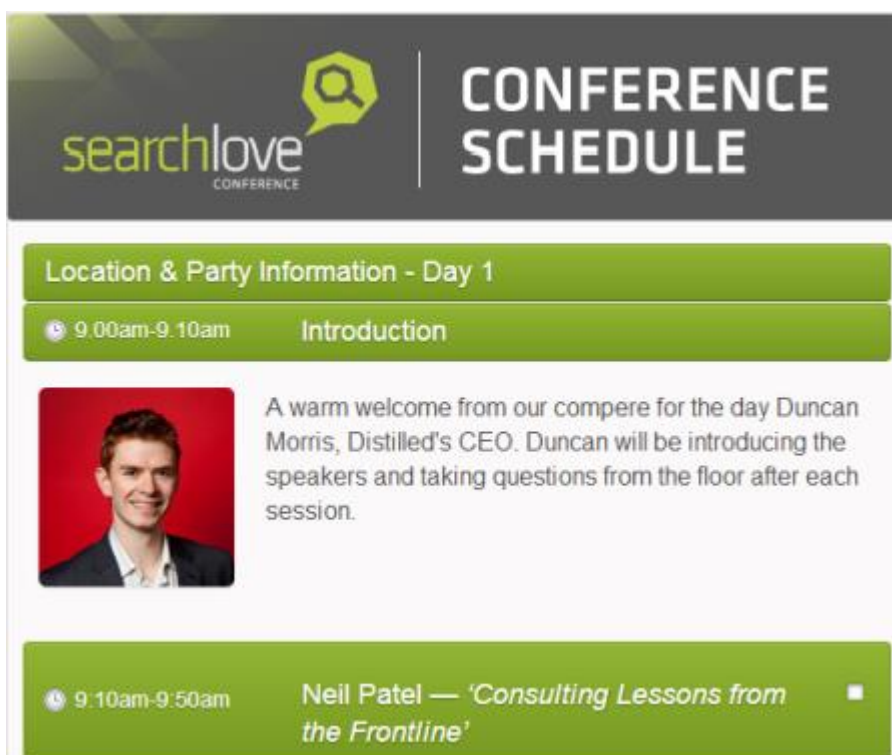 searchlove
CONFERENCE
CONFERENCE
SCHEDULE
Location & Party Information - Day 1
9.00am-9.10am Introduction
A warm welcome from our compere for the day Duncan
Morris, Distilled's CEO. Duncan will be introducing the
speakers and taking questions from the floor after each
session.
9:10am-9:50am Neil Patel — ‘Consulting Lessons from
the Frontline’